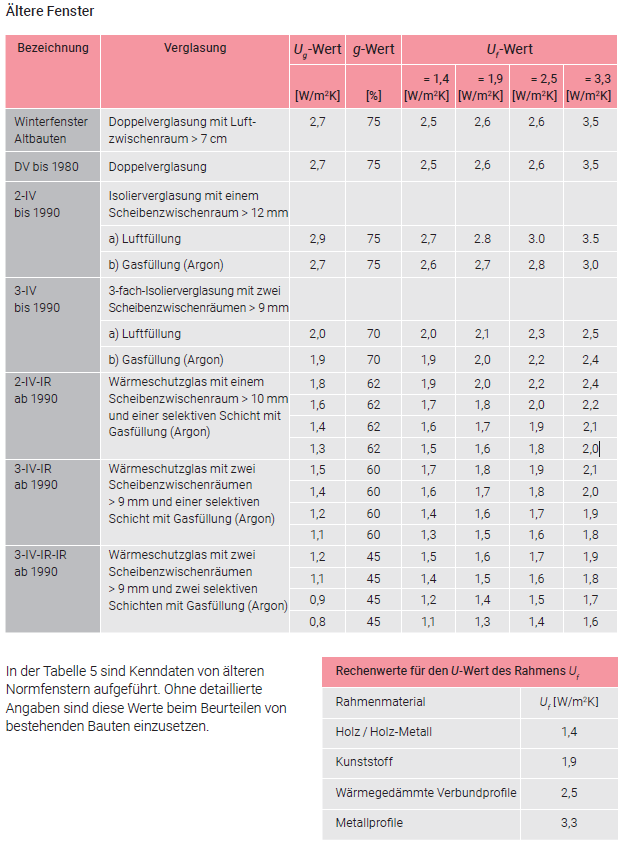 Ältere Fenster
Bezeichnung Verglasung Ug-Wert g-Wert Uf-Wert
= 1,4 = 1,9 = 2,5 = 3,3
[W/m²K] [%] [W/m²K] [W/m²K] [W/m²K] [W/m²K]
Winterfenster Doppelverglasung mit Luft- 2,7 75 2,5 2,6 2,6 3,5
Altbauten zwischenraum > 7 cm
DV bis 1980 Doppelverglasung 2,7 75 2,5 2,6 2,6 3,5
2-IV Isolierverglasung mit einem
bis 1990 Scheibenzwischenraum > 12 mm
a) Luftfüllung 2,9 75 2,7 2.8 3.0 3.5
b) Gasfüllung (Argon) 2,7 75 2,6 2,7 2,8 3,0
3-IV 3-fach-Isolierverglasung mit zwei
bis 1990 Scheibenzwischenräumen > 9 mm
a) Luftfüllung 2,0 70 2,0 2,1 2,3 2,5
b) Gasfüllung (Argon) 1,9 70 1,9 2,0 2,2 2,4
2-IV-IR Wärmeschutzglas mit einem 1,8 62 1,9 2,0 2,2 2,4
ab 1990 Scheibenzwischenraum > 10 mm 1,6 62 1,7 1,8 2,0 2,2
und einer selektiven Schicht mit 1,4 62 1,6 1,7 1,9 2,1
Gasfüllung (Argon) 1,3 62 1,5 1,6 1,8 2,0
3-IV-IR Wärmeschutzglas mit zwei 1,5 60 1,7 1,8 1,9 2,1
ab 1990 Scheibenzwischenräumen 1,4 60 1,6 1,7 1,8 2,0
> 9 mm und einer selektiven 1,2 60 1,4 1,6 1,7 1,9
Schicht mit Gasfüllung (Argon) 1,1 60 1,3 1,5 1,6 1,8
3-IV-IR-IR Wärmeschutzglas mit zwei 1,2 45 1,5 1,6 1,7 1,9
ab 1990 Scheibenzwischenräumen 1,1 45 1,4 1,5 1,6 1,8
> 9 mm und zwei selektiven 0,9 45 1,2 1,4 1,5 1,7
Schichten mit Gasfüllung (Argon) 0,8 45 1,1 1,3 1,4 1,6
In der Tabelle 5 sind Kenndaten von älteren
Normfenstern aufgeführt. Ohne detaillierte
Angaben sind diese Werte beim Beurteilen von
bestehenden Bauten einzusetzen.
Rechenwerte für den U-Wert des Rahmens Uf
Rahmenmaterial Uf [W/m²K]
Holz / Holz-Metall 1,4
Kunststoff 1,9
Wärmegedämmte Verbundprofile 2,5
Metallprofile 3,3